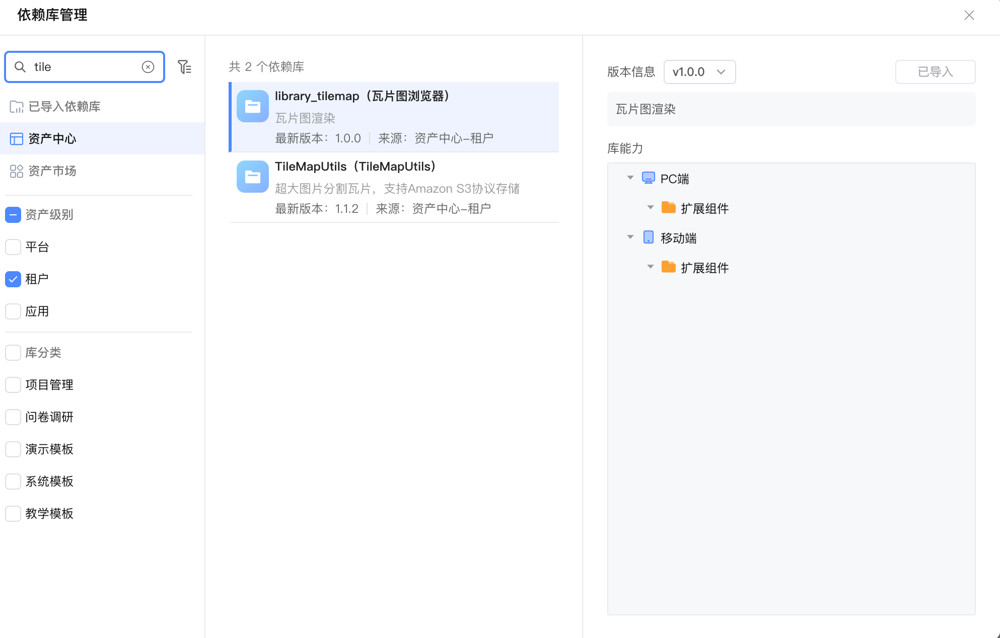 依赖库管理
tile
已导入依赖库
资产中心
资产市场
资产级别
平台
租户
应用
库分类
项目管理
问卷调研
演示模板
系统模板
教学模板
共 2 个依赖库
library_tilemap（瓦片图浏览器）
瓦片图渲染
最新版本：1.0.0 | 来源：资产中心-租户
TileMapUtils（TileMapUtils）
超大图片分割瓦片，支持Amazon S3协议存储
最新版本：1.1.2 | 来源：资产中心-租户
版本信息 v1.0.0 已导入
瓦片图渲染
库能力
PC端
扩展组件
移动端
扩展组件